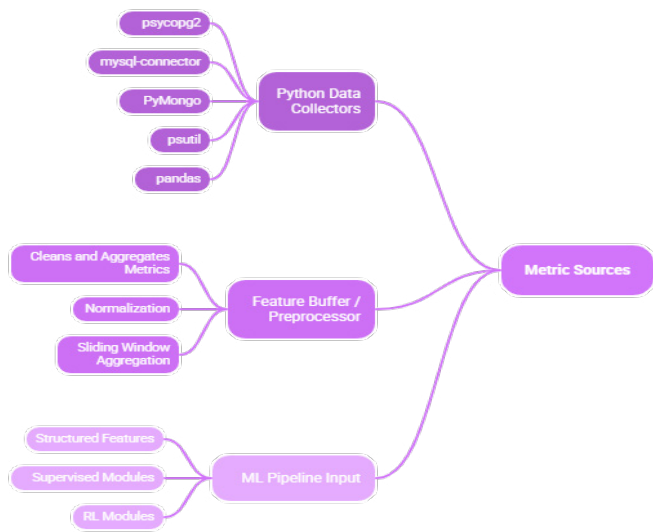 psycopg2
mysql-connector
PyMongo
psutil
pandas
Python Data
Collectors
Cleans and Aggregates
Metrics
Normalization
Sliding Window
Aggregation
Feature Buffer /
Preprocessor
Metric Sources
Structured Features
Supervised Modules
RL Modules
ML Pipeline Input